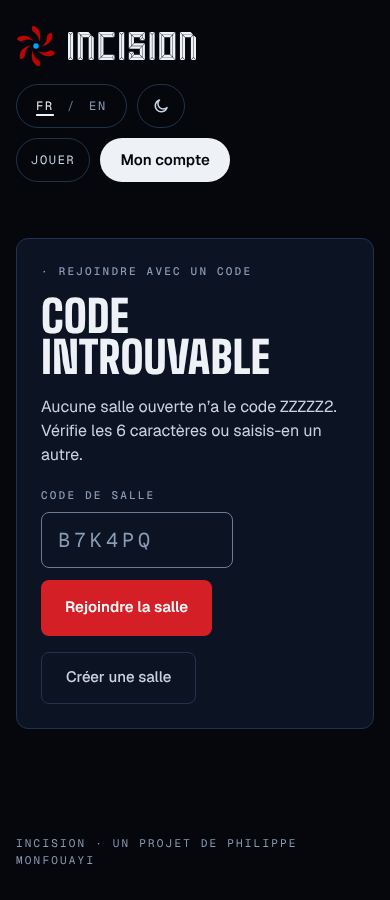 INCISION
FR / EN
JOUER Mon compte
· REJOINDRE AVEC UN CODE
CODE
INTROUVABLE
Aucune salle ouverte n’a le code ZZZZZ2.
Vérifie les 6 caractères ou saisis-en un
autre.
CODE DE SALLE
B7K4PQ
Rejoindre la salle
Créer une salle
INCISION · UN PROJET DE PHILIPPE
MONFOUAYI